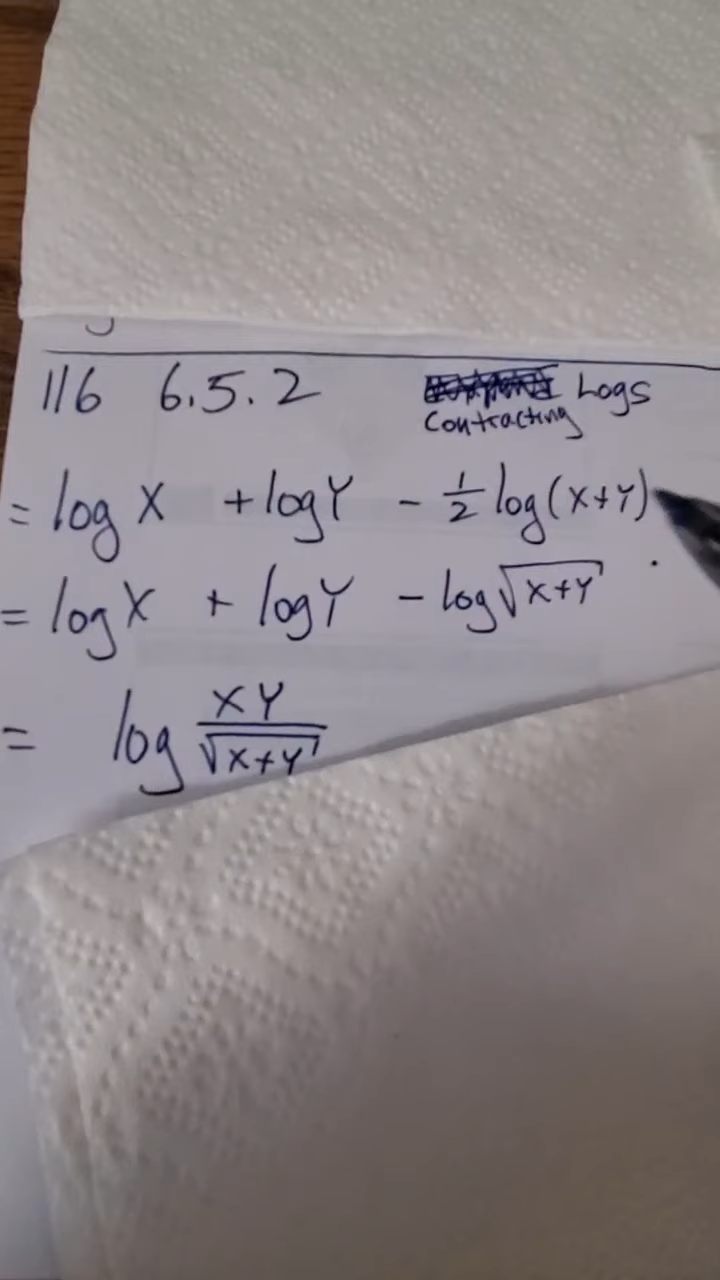 116 6.5.2 Logs
Contracting
= log X + log Y - 1/2 log(X+Y)
= log X + log Y - log √(X+Y)
= log XY/√(X+Y)